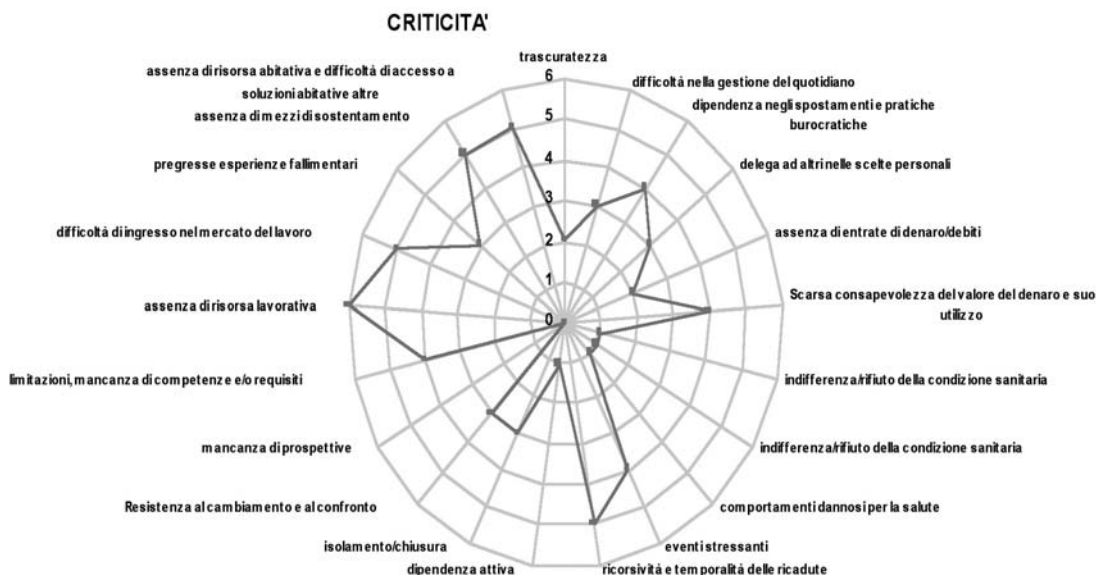 CRITICITA'
trascuratezza
difficoltà nella gestione del quotidiano
dipendenza negli spostamenti e pratiche
burocratiche
delega ad altri nelle scelte personali
assenza di entrate di denaro/debiti
Scarsa consapevolezza del valore del denaro e suo
utilizzo
indifferenza/rifiuto della condizione sanitaria
indifferenza/rifiuto della condizione sanitaria
comportamenti dannosi per la salute
eventi stressanti
ricorsività e temporalità delle ricadute
dipendenza attiva
isolamento/chiusura
Resistenza al cambiamento e al confronto
mancanza di prospettive
limitazioni, mancanza di competenze e/o requisiti
assenza di risorsa lavorativa
difficoltà di ingresso nel mercato del lavoro
pregresse esperienze fallimentari
assenza di mezzi di sostentamento
assenza di risorsa abitativa e difficoltà di accesso a
soluzioni abitative altre
6
5
4
3
2
1
0